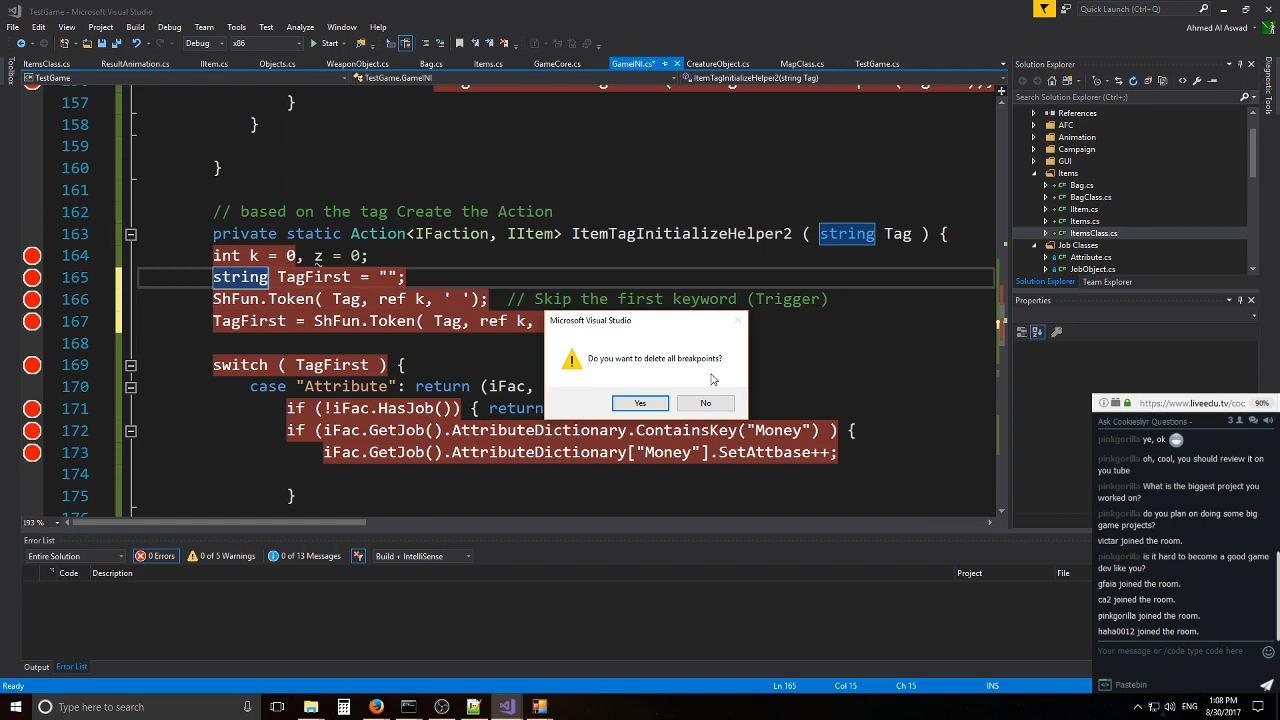 TestGame - Microsoft Visual Studio
Quick Launch (Ctrl+;)
File Edit View Project Build Debug Team Tools Test Analyze Window Help
Ahmed Al Aswad
Debug x86 Start
ItemsClass.cs ResultAnimation.cs IItem.cs Objects.cs WeaponObject.cs Bag.cs Items.cs GameCore.cs GameINI.cs* CreatureObject.cs MapClass.cs TestGame.cs
TestGame TestGame.GameINI ItemTagInitializeHelper2(string Tag)
Toolbox
Diagnostic Tools
157 }
158 }
159
160 }
161
162 // based on the tag Create the Action
163 private static Action<IFaction, IItem> ItemTagInitializeHelper2 ( string Tag ) {
164 int k = 0, z = 0;
165 string TagFirst = "";
166 ShFun.Token( Tag, ref k, ' '); // Skip the first keyword (Trigger)
167 TagFirst = ShFun.Token( Tag, ref k,
168
169 switch ( TagFirst ) {
170 case "Attribute": return (iFac,
171 if (!iFac.HasJob()) { return
172 if (iFac.GetJob().AttributeDictionary.ContainsKey("Money") ) {
173 iFac.GetJob().AttributeDictionary["Money"].SetAttbase++;
174
175 }
193 %
Microsoft Visual Studio
Do you want to delete all breakpoints?
Yes No
Solution Explorer
Search Solution Explorer (Ctrl+;)
References
AFC
Animation
Campaign
GUI
Items
Bag.cs
BagClass.cs
IItem.cs
Items.cs
ItemsClass.cs
Job Classes
Attribute.cs
JobObject.cs
Solution Explorer Team Explorer
Properties
Error List
Entire Solution 0 Errors 0 of 5 Warnings 0 of 13 Messages Build + IntelliSense
Code Description Project File
Output Error List
Ready Ln 165 Col 15 Ch 15 INS
https://www.liveedu.tv/coc 90%
Ask Cookieslyr Questions - 3
pinkgorilla ye, ok
oh, cool, you should review it on
you tube
pinkgorilla What is the biggest project you
worked on?
pinkgorilla do you plan on doing some big
game projects?
victar joined the room.
pinkgorilla is it hard to become a good game
dev like you?
gfaia joined the room.
ca2 joined the room.
pinkgorilla joined the room.
haha0012 joined the room.
Your message or /code type code here
Pastebin
Type here to search
ENG
1:08 PM
8/30/2017